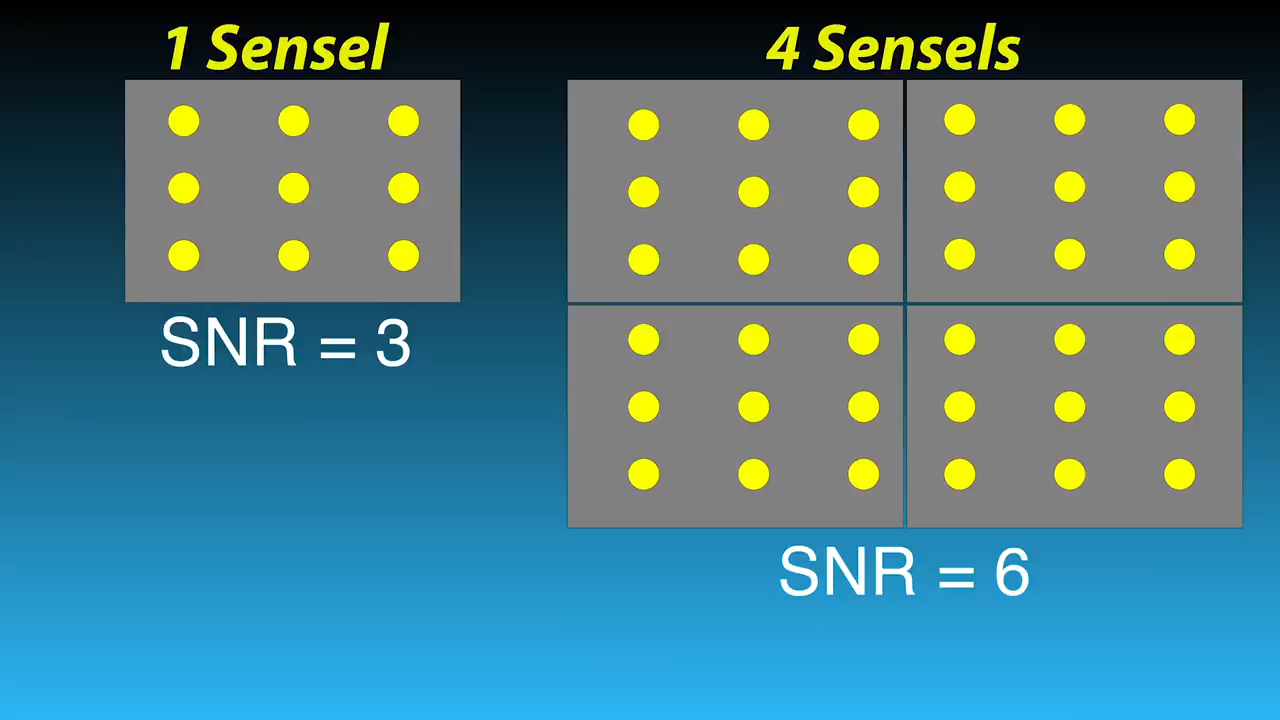 1 Sensel
4 Sensels
SNR = 3
SNR = 6